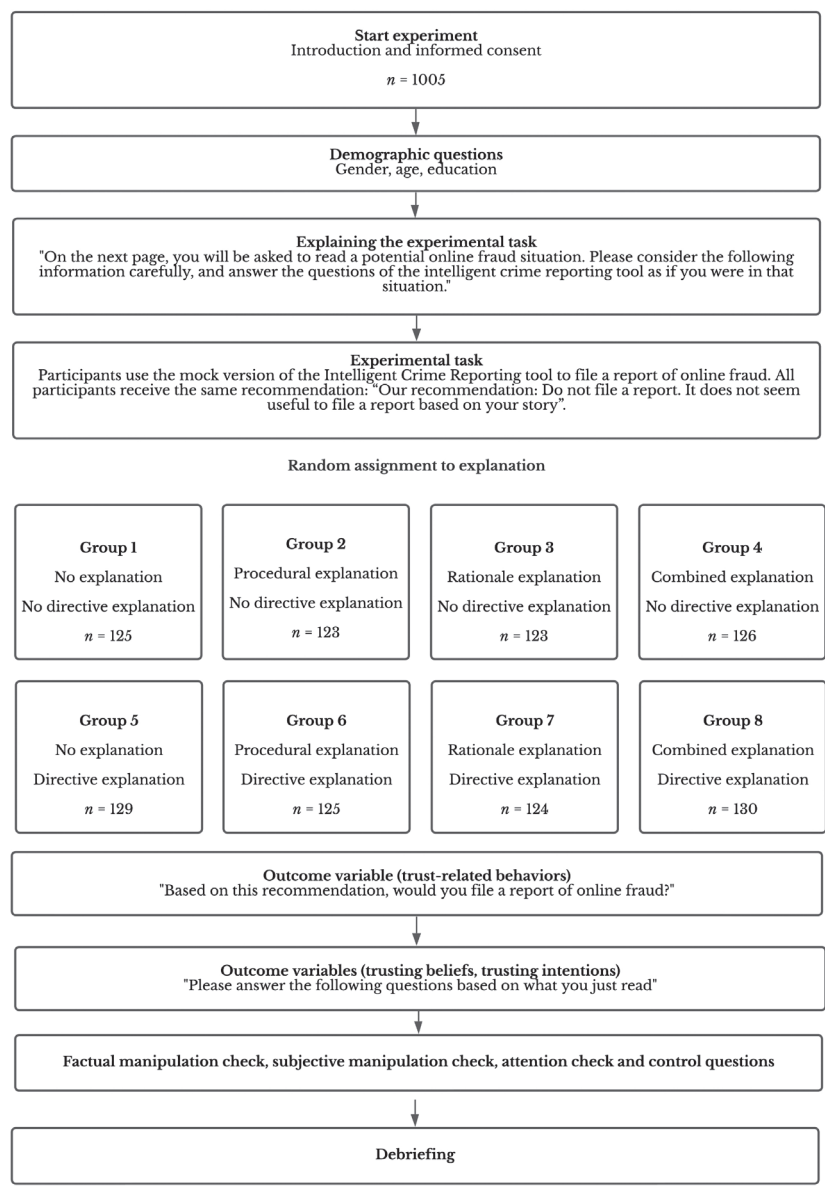 Start experiment
Introduction and informed consent
n = 1005
Demographic questions
Gender, age, education
Explaining the experimental task
"On the next page, you will be asked to read a potential online fraud situation. Please consider the following
information carefully, and answer the questions of the intelligent crime reporting tool as if you were in that
situation."
Experimental task
Participants use the mock version of the Intelligent Crime Reporting tool to file a report of online fraud. All
participants receive the same recommendation: “Our recommendation: Do not file a report. It does not seem
useful to file a report based on your story”.
Random assignment to explanation
Group 1
No explanation
No directive explanation
n = 125
Group 2
Procedural explanation
No directive explanation
n = 123
Group 3
Rationale explanation
No directive explanation
n = 123
Group 4
Combined explanation
No directive explanation
n = 126
Group 5
No explanation
Directive explanation
n = 129
Group 6
Procedural explanation
Directive explanation
n = 125
Group 7
Rationale explanation
Directive explanation
n = 124
Group 8
Combined explanation
Directive explanation
n = 130
Outcome variable (trust-related behaviors)
"Based on this recommendation, would you file a report of online fraud?"
Outcome variables (trusting beliefs, trusting intentions)
"Please answer the following questions based on what you just read"
Factual manipulation check, subjective manipulation check, attention check and control questions
Debriefing